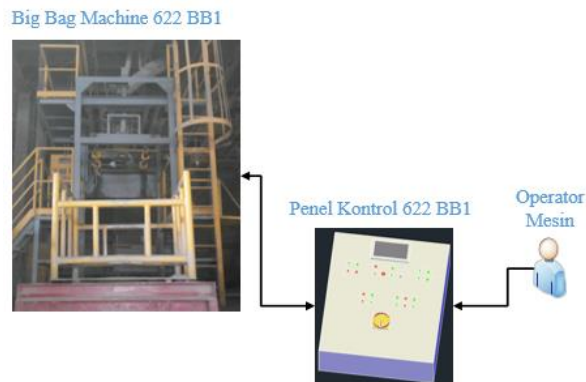 Big Bag Machine 622 BB1
Penel Kontrol 622 BB1
Operator
Mesin